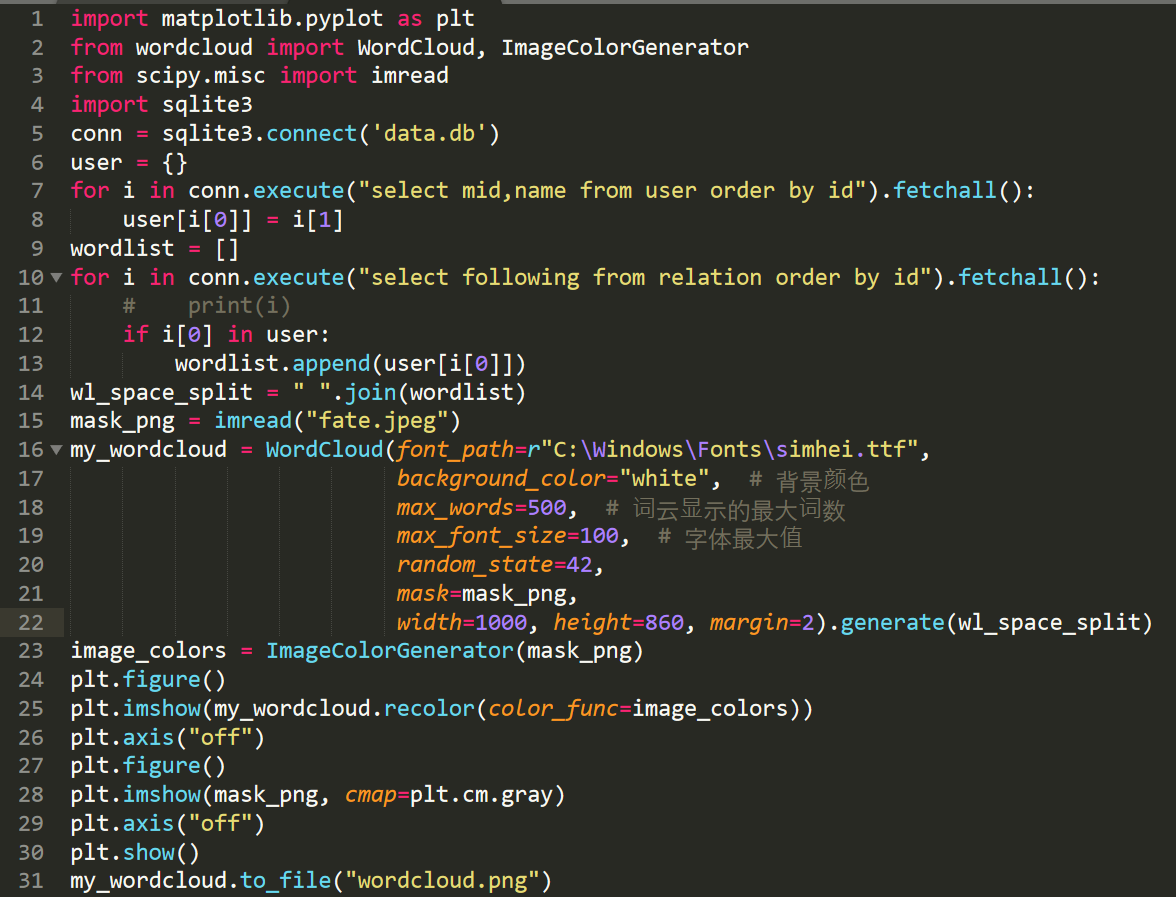 1 import matplotlib.pyplot as plt
2 from wordcloud import WordCloud, ImageColorGenerator
3 from scipy.misc import imread
4 import sqlite3
5 conn = sqlite3.connect('data.db')
6 user = {}
7 for i in conn.execute("select mid,name from user order by id").fetchall():
8     user[i[0]] = i[1]
9 wordlist = []
10 for i in conn.execute("select following from relation order by id").fetchall():
11     #    print(i)
12     if i[0] in user:
13         wordlist.append(user[i[0]])
14 wl_space_split = " ".join(wordlist)
15 mask_png = imread("fate.jpeg")
16 my_wordcloud = WordCloud(font_path=r"C:\Windows\Fonts\simhei.ttf",
17                          background_color="white",  # 背景颜色
18                          max_words=500,  # 词云显示的最大词数
19                          max_font_size=100,  # 字体最大值
20                          random_state=42,
21                          mask=mask_png,
22                          width=1000, height=860, margin=2).generate(wl_space_split)
23 image_colors = ImageColorGenerator(mask_png)
24 plt.figure()
25 plt.imshow(my_wordcloud.recolor(color_func=image_colors))
26 plt.axis("off")
27 plt.figure()
28 plt.imshow(mask_png, cmap=plt.cm.gray)
29 plt.axis("off")
30 plt.show()
31 my_wordcloud.to_file("wordcloud.png")